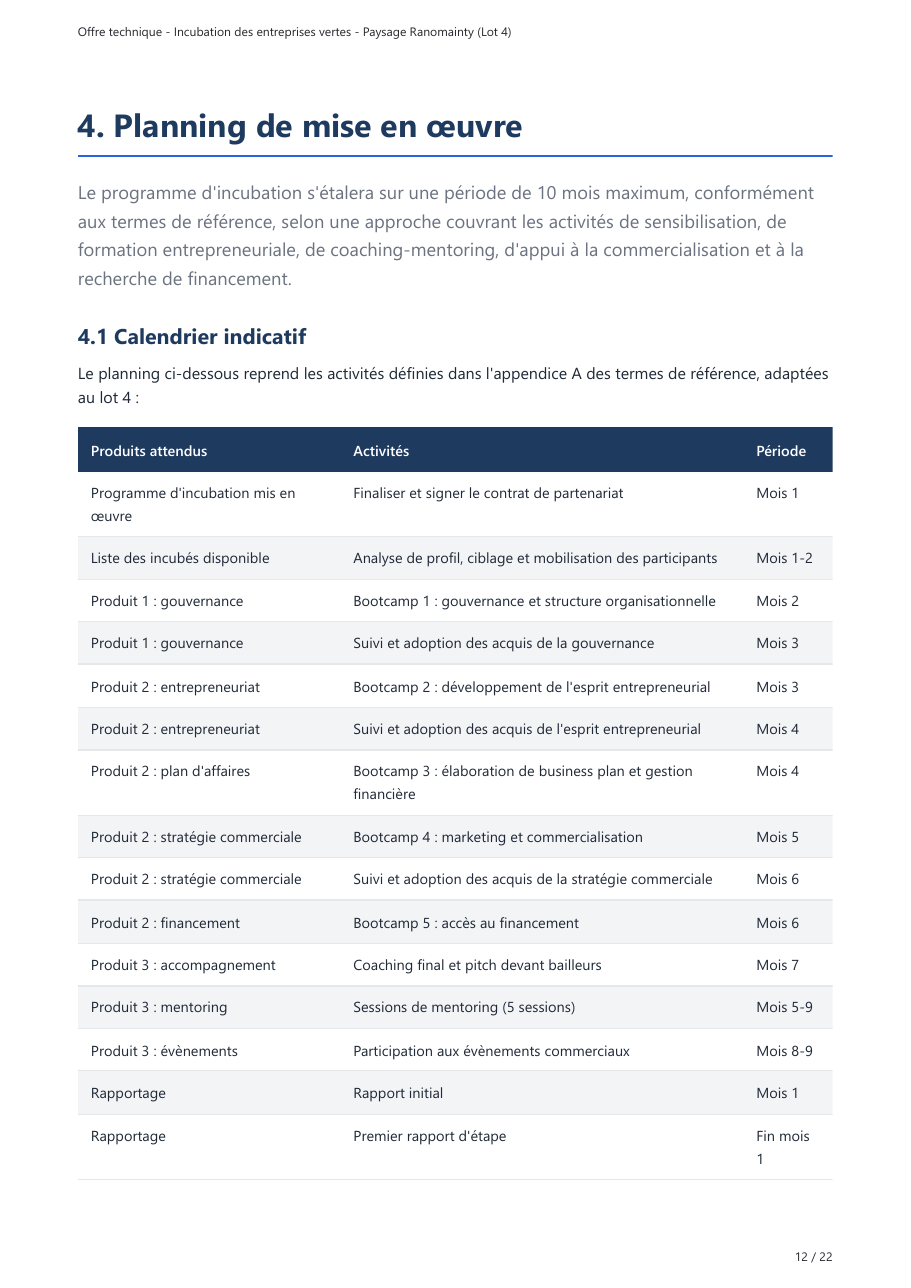 Offre technique - Incubation des entreprises vertes - Paysage Ranomainty (Lot 4)
4. Planning de mise en œuvre
Le programme d'incubation s'étalera sur une période de 10 mois maximum, conformément
aux termes de référence, selon une approche couvrant les activités de sensibilisation, de
formation entrepreneuriale, de coaching-mentoring, d'appui à la commercialisation et à la
recherche de financement.
4.1 Calendrier indicatif
Le planning ci-dessous reprend les activités définies dans l'appendice A des termes de référence, adaptées
au lot 4 :
Produits attendus Activités Période
Programme d'incubation mis en Finaliser et signer le contrat de partenariat Mois 1
œuvre
Liste des incubés disponible Analyse de profil, ciblage et mobilisation des participants Mois 1-2
Produit 1 : gouvernance Bootcamp 1 : gouvernance et structure organisationnelle Mois 2
Produit 1 : gouvernance Suivi et adoption des acquis de la gouvernance Mois 3
Produit 2 : entrepreneuriat Bootcamp 2 : développement de l'esprit entrepreneurial Mois 3
Produit 2 : entrepreneuriat Suivi et adoption des acquis de l'esprit entrepreneurial Mois 4
Produit 2 : plan d'affaires Bootcamp 3 : élaboration de business plan et gestion Mois 4
financière
Produit 2 : stratégie commerciale Bootcamp 4 : marketing et commercialisation Mois 5
Produit 2 : stratégie commerciale Suivi et adoption des acquis de la stratégie commerciale Mois 6
Produit 2 : financement Bootcamp 5 : accès au financement Mois 6
Produit 3 : accompagnement Coaching final et pitch devant bailleurs Mois 7
Produit 3 : mentoring Sessions de mentoring (5 sessions) Mois 5-9
Produit 3 : évènements Participation aux évènements commerciaux Mois 8-9
Rapportage Rapport initial Mois 1
Rapportage Premier rapport d'étape Fin mois
1
12 / 22